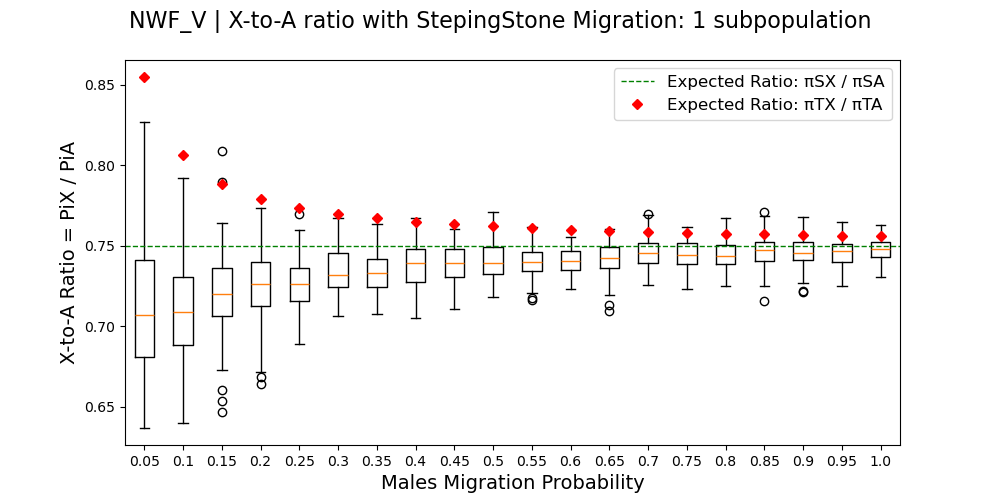 NWF_V | X-to-A ratio with StepingStone Migration: 1 subpopulation
Expected Ratio: πSX / πSA
Expected Ratio: πTX / πTA
X-to-A Ratio = PiX / PiA
0.85
0.80
0.75
0.70
0.65
0.05 0.1 0.15 0.2 0.25 0.3 0.35 0.4 0.45 0.5 0.55 0.6 0.65 0.7 0.75 0.8 0.85 0.9 0.95 1.0
Males Migration Probability